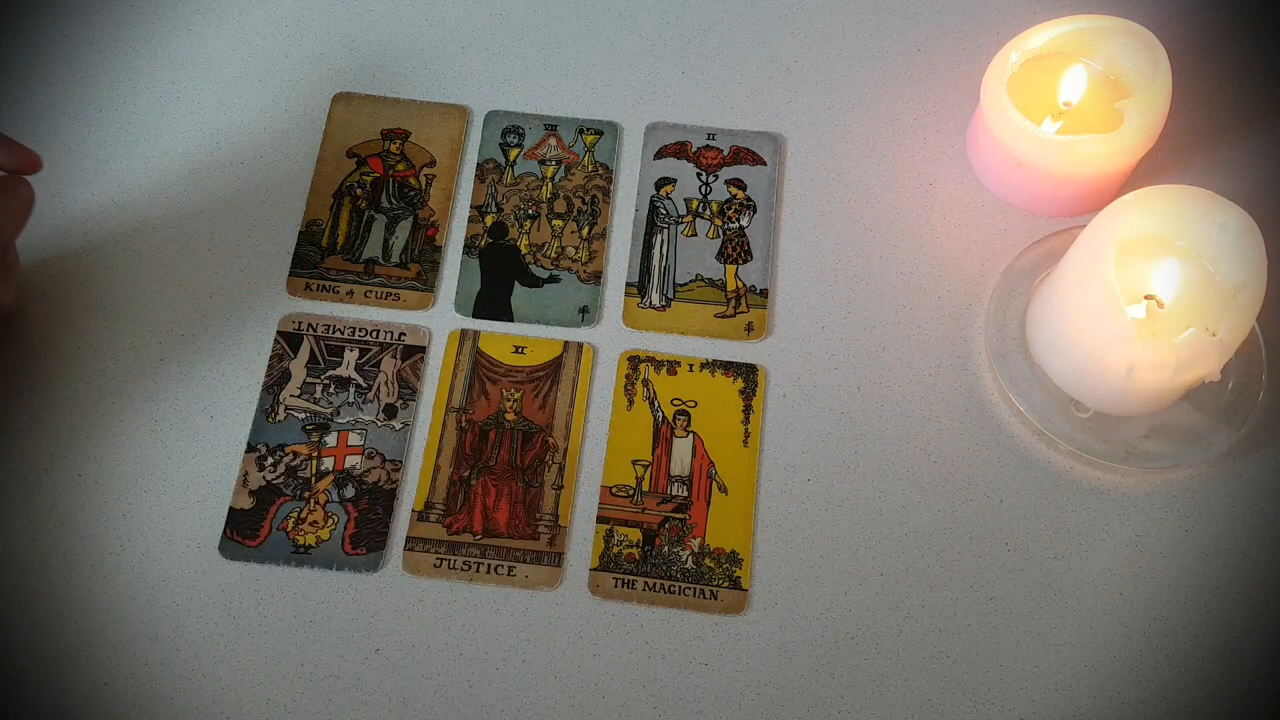 KING of CUPS.
VII
II
JUDGEMENT.
XI
JUSTICE.
I
THE MAGICIAN.